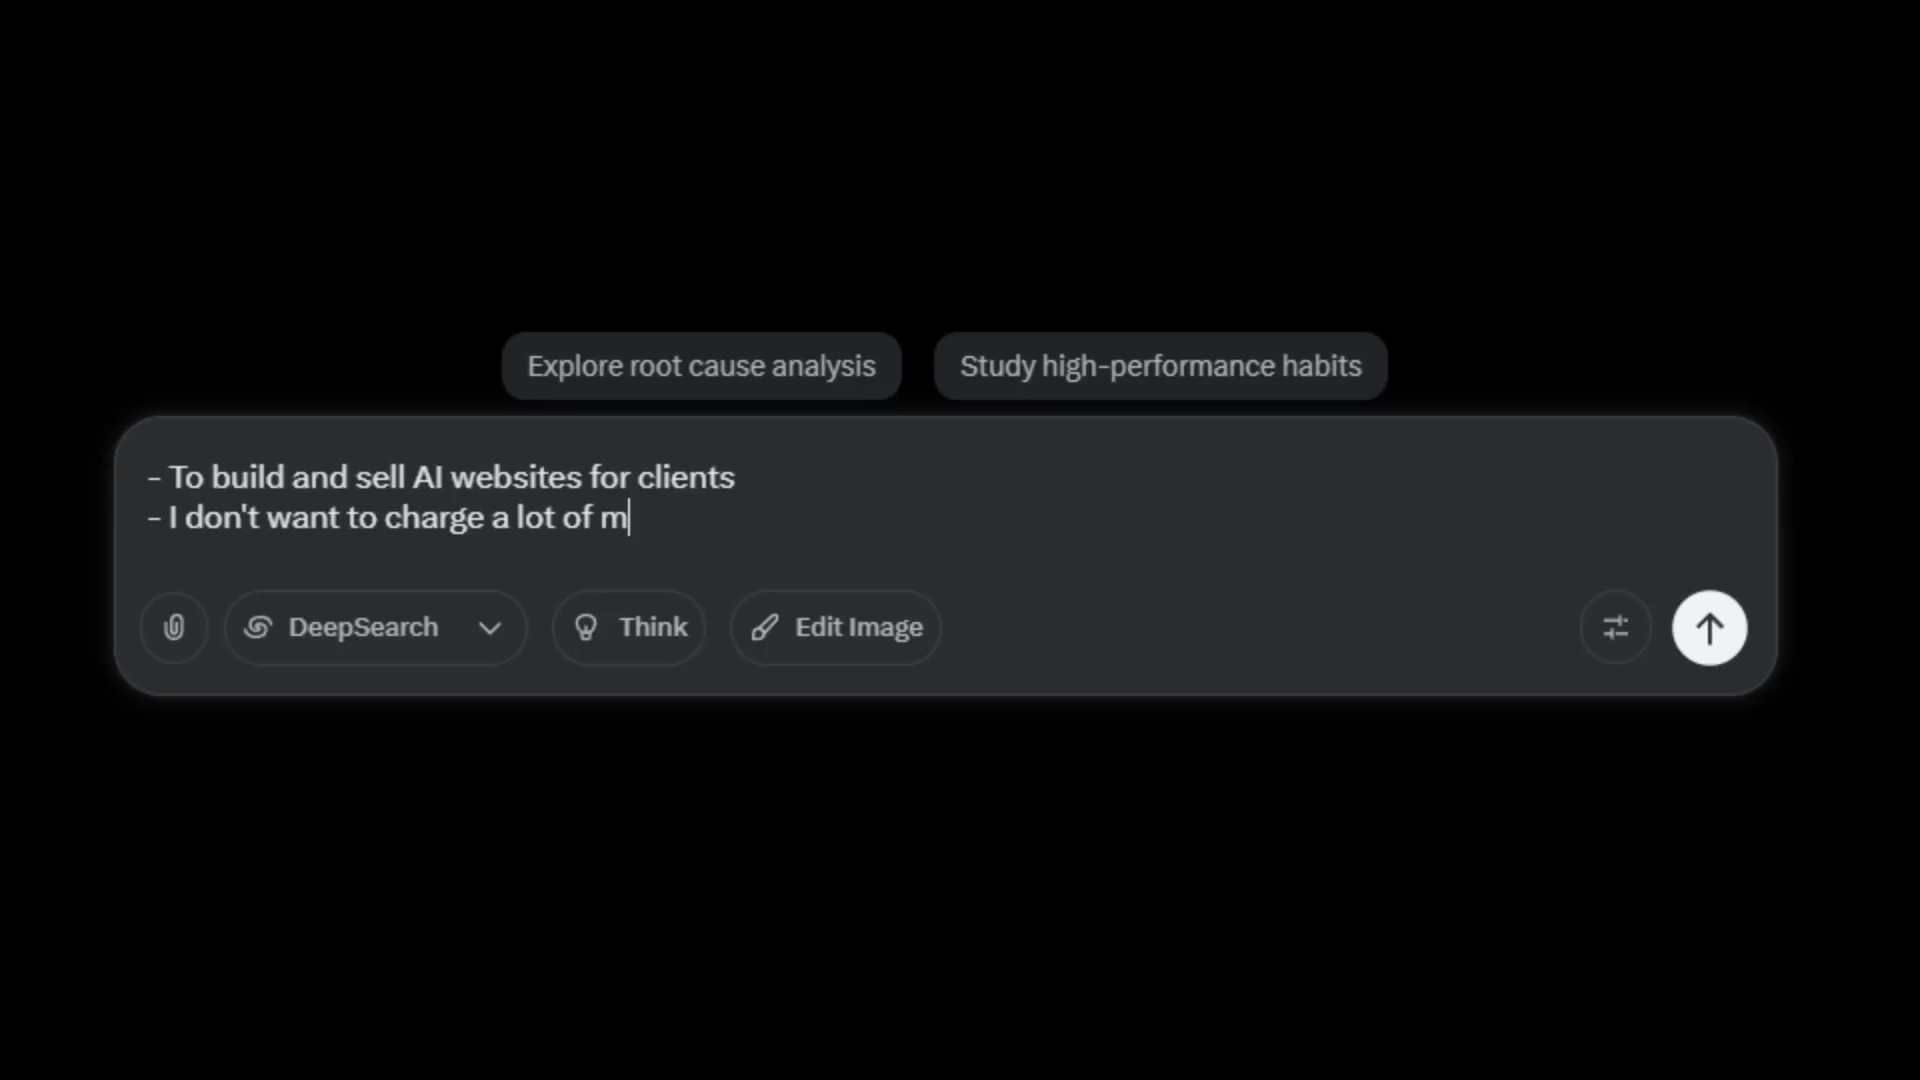 Explore root cause analysis
Study high-performance habits
- To build and sell AI websites for clients
- I don't want to charge a lot of m
DeepSearch
Think
Edit Image